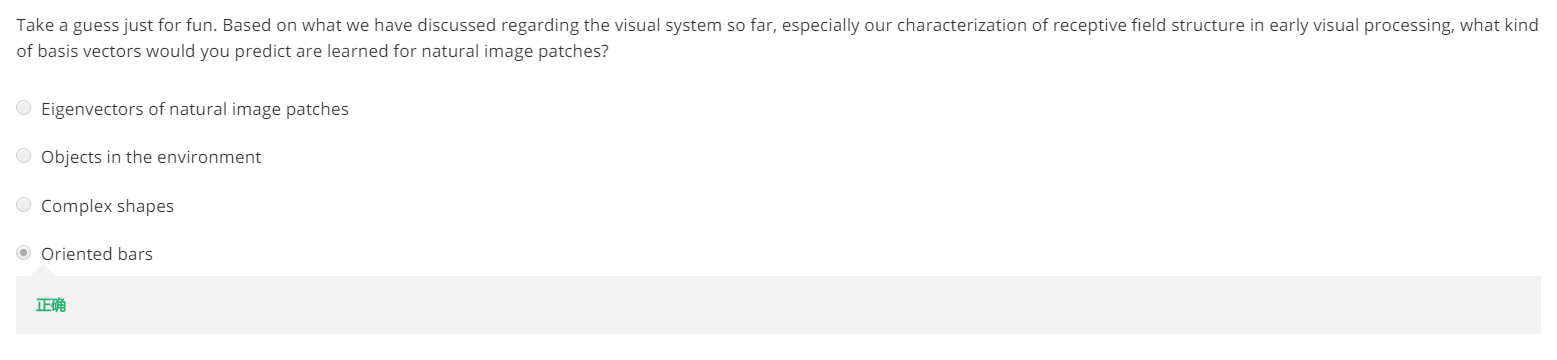 Take a guess just for fun. Based on what we have discussed regarding the visual system so far, especially our characterization of receptive field structure in early visual processing, what kind
of basis vectors would you predict are learned for natural image patches?
Eigenvectors of natural image patches
Objects in the environment
Complex shapes
Oriented bars
正确